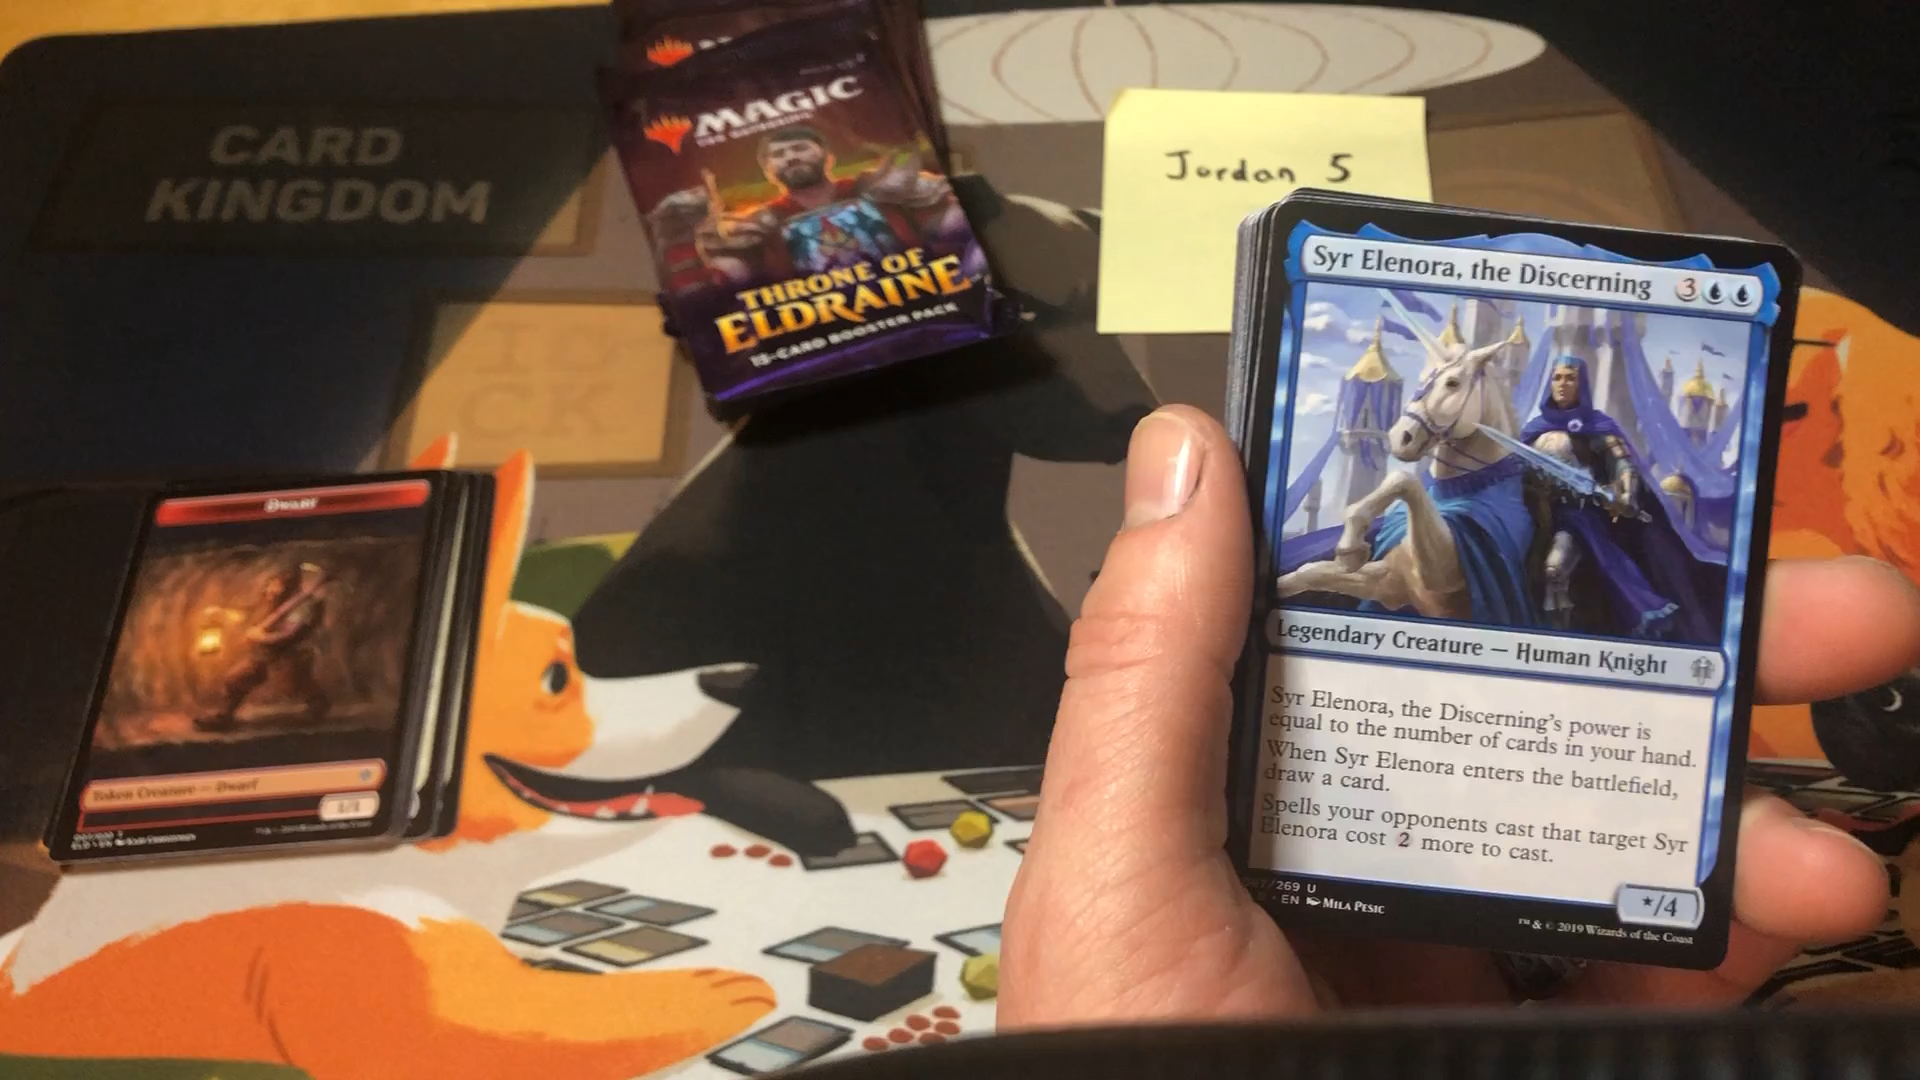 CARD
KINGDOM
MAGIC
THE GATHERING
THRONE OF
ELDRAINE
15-CARD BOOSTER PACK
Jordan 5
Syr Elenora, the Discerning 3
Legendary Creature — Human Knight
Syr Elenora, the Discerning's power is
equal to the number of cards in your hand.
When Syr Elenora enters the battlefield,
draw a card.
Spells your opponents cast that target Syr
Elenora cost 2 more to cast.
*/4
/269 U
EN MILA PESIC
™ & © 2019 Wizards of the Coast
Dwarf
Token Creature — Dwarf
1/1